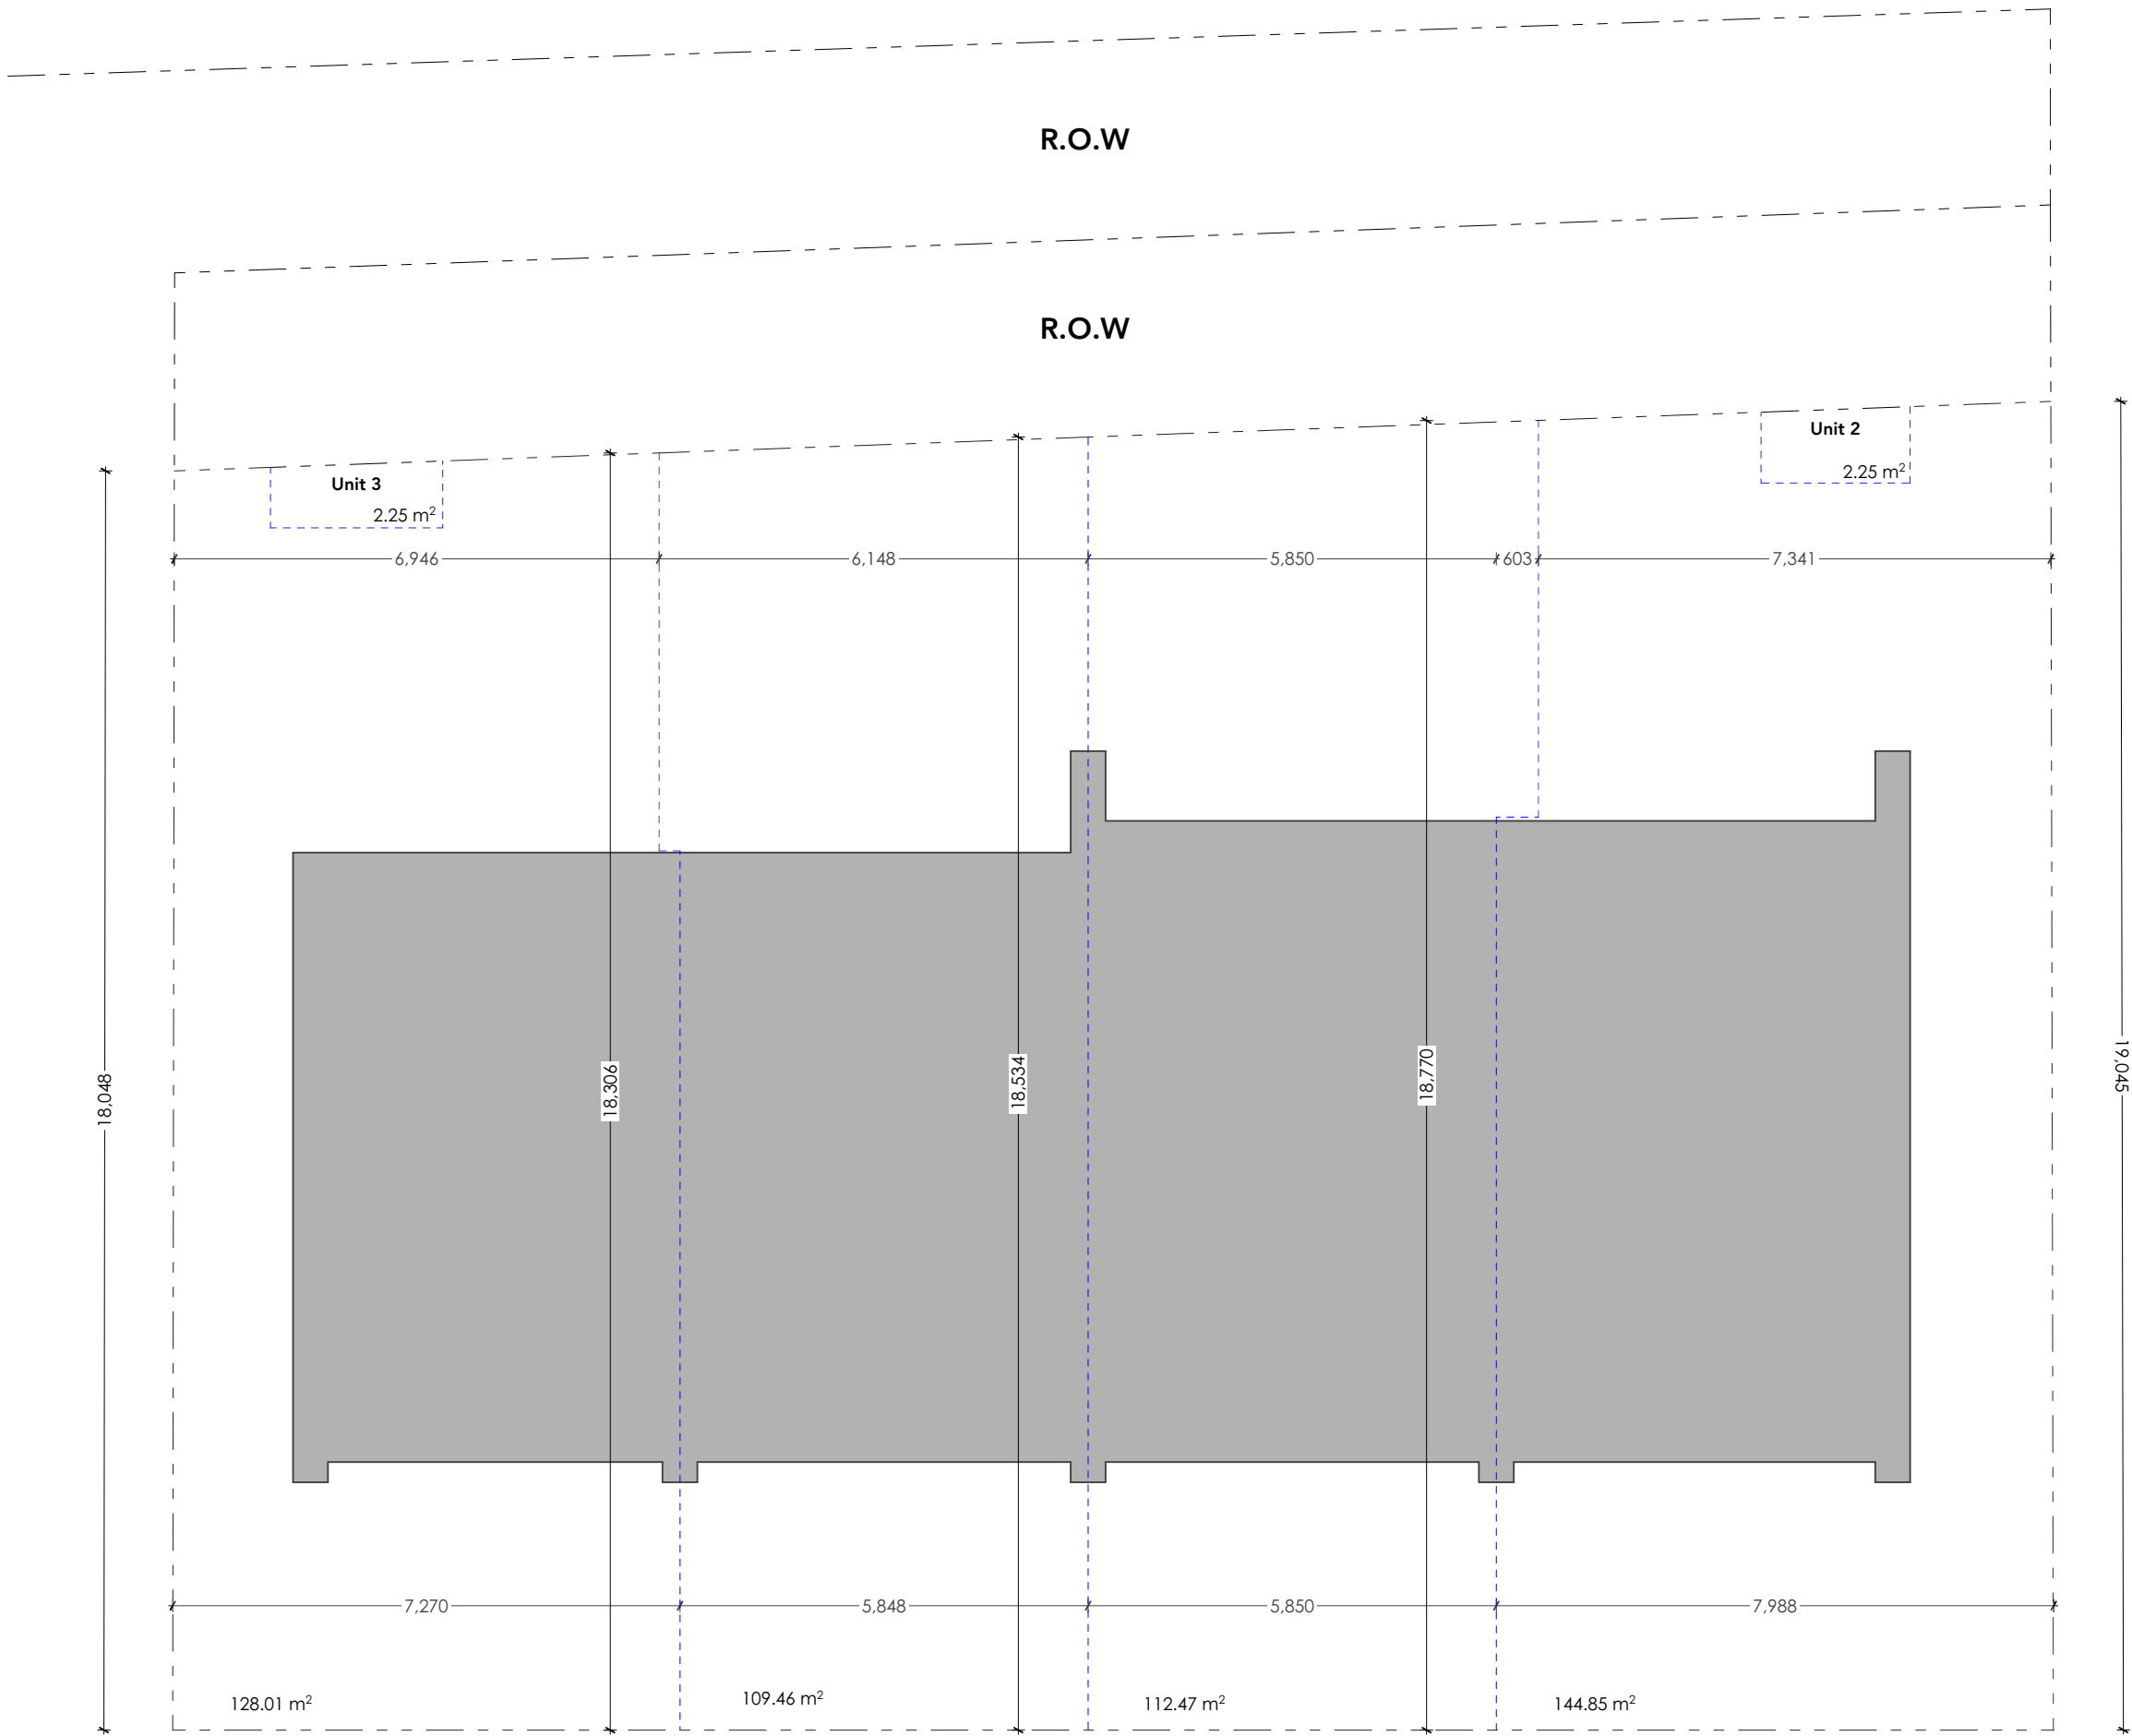 R.O.W
R.O.W
Unit 2
2.25 m²
Unit 3
2.25 m²
6,946
6,148
5,850
603
7,341
18,048
18,306
18,534
18,770
19,045
7,270
5,848
5,850
7,988
128.01 m²
109.46 m²
112.47 m²
144.85 m²